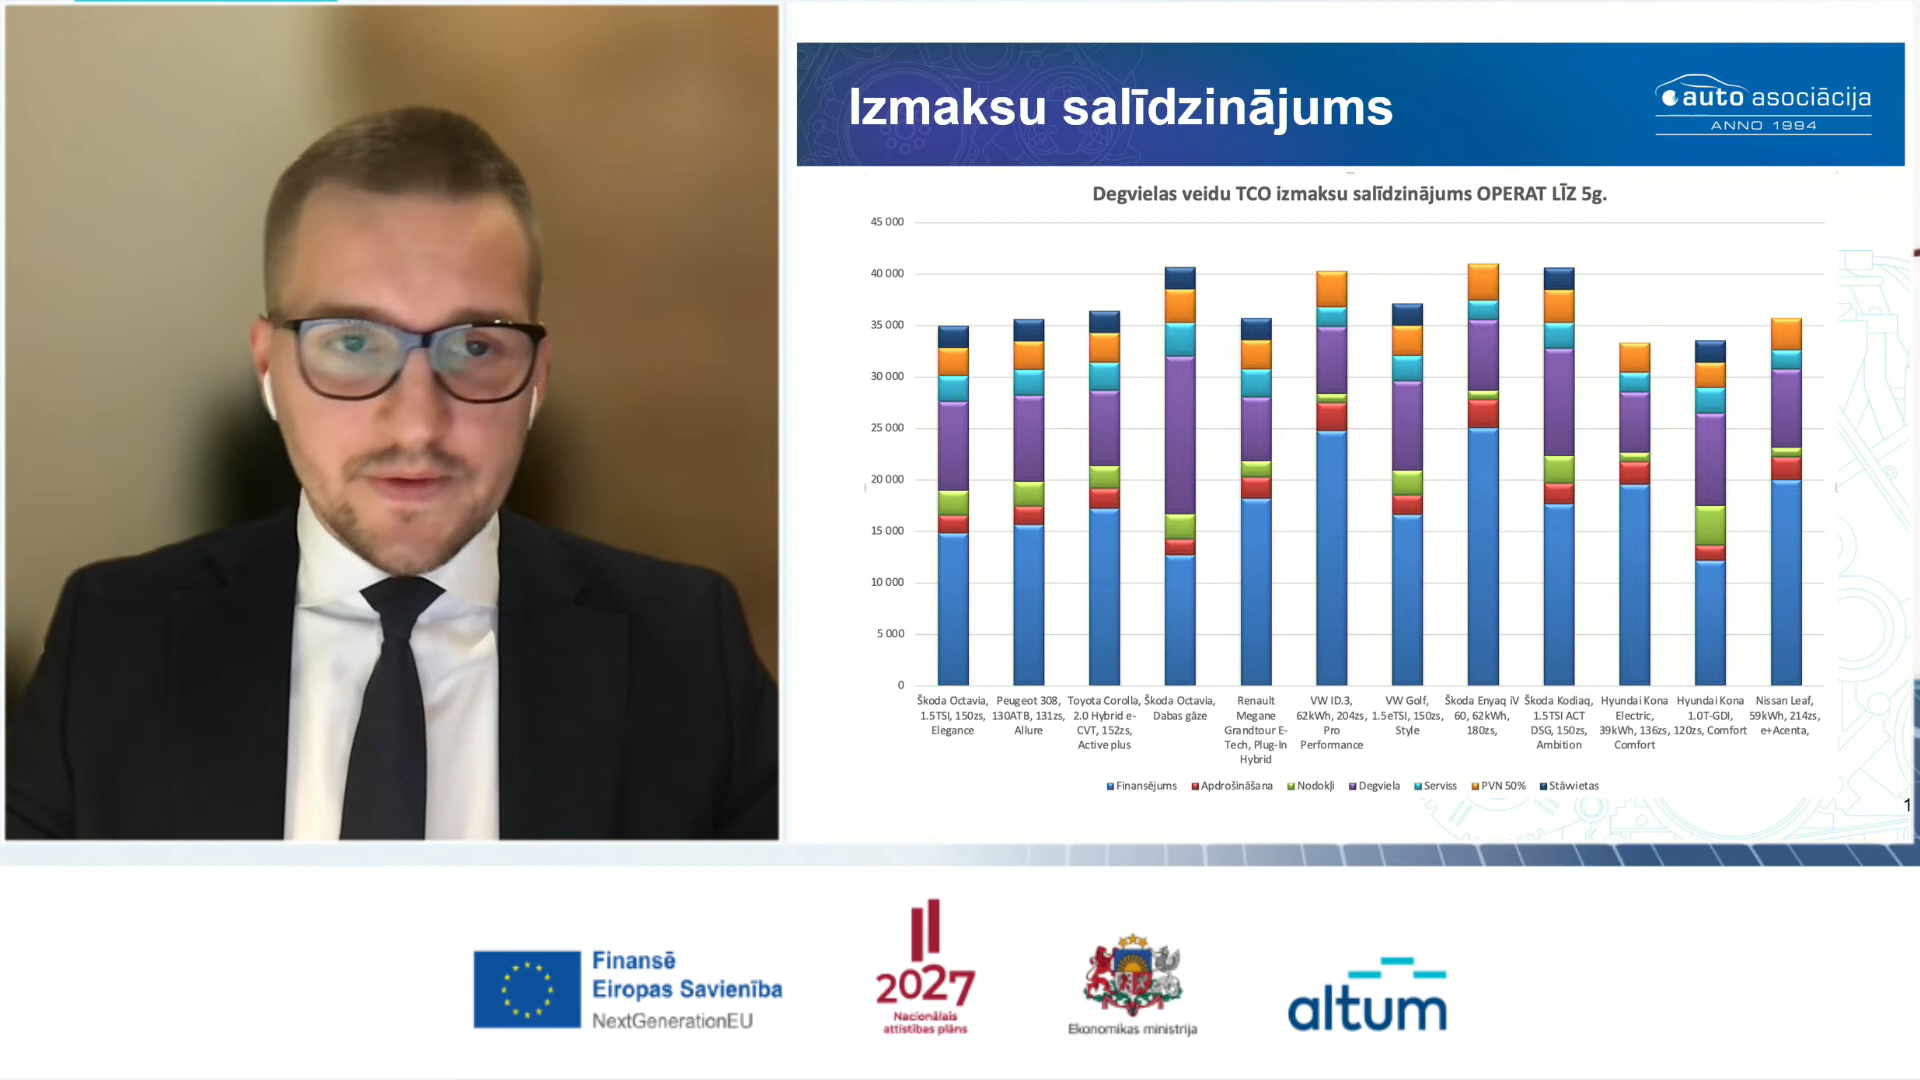 Izmaksu salīdzinājums
auto asociācija
ANNO 1994
Degvielas veidu TCO izmaksu salīdzinājums OPERAT LĪZ 5g.
45 000
40 000
35 000
30 000
25 000
20 000
15 000
10 000
5 000
0
Škoda Octavia,
1.5TSI, 150zs,
Elegance
Peugeot 308,
130ATB, 131zs,
Allure
Toyota Corolla,
2.0 Hybrid e-
CVT, 152zs,
Active plus
Škoda Octavia,
Dabas gāze
Renault
Megane
Grandtour E-
Tech, Plug-In
Hybrid
VW ID.3,
62kWh, 204zs,
Pro
Performance
VW Golf,
1.5eTSI, 150zs,
Style
Škoda Enyaq iV
60, 62kWh,
180zs,
Škoda Kodiaq,
1.5TSI ACT
DSG, 150zs,
Ambition
Hyundai Kona
Electric,
39kWh, 136zs,
Comfort
Hyundai Kona
1.0T-GDI,
120zs, Comfort
Nissan Leaf,
59kWh, 214zs,
e+Acenta,
Finansējums Apdrošināšana Nodokļi Degviela Serviss PVN 50% Stāvvietas
1
Finansē
Eiropas Savienība
NextGenerationEU
2027
Nacionālais
attīstības plāns
Ekonomikas ministrija
altum